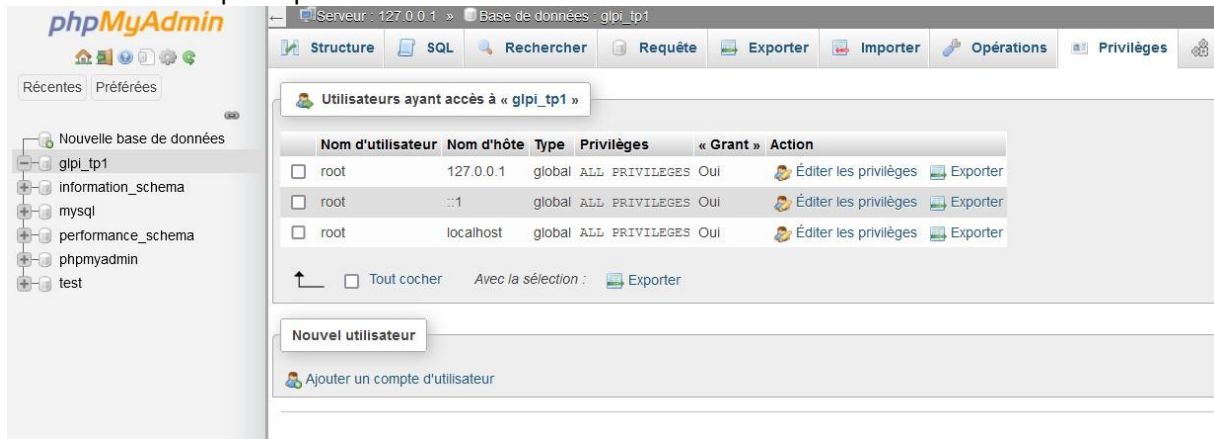 phpMyAdmin
Récentes Préférées
Nouvelle base de données
glpi_tp1
information_schema
mysql
performance_schema
phpmyadmin
test
Serveur : 127.0.0.1 » Base de données : glpi_tp1
Structure SQL Rechercher Requête Exporter Importer Opérations Privilèges
Utilisateurs ayant accès à « glpi_tp1 »
Nom d'utilisateur Nom d'hôte Type Privilèges « Grant » Action
root 127.0.0.1 global ALL PRIVILEGES Oui Éditer les privilèges Exporter
root ::1 global ALL PRIVILEGES Oui Éditer les privilèges Exporter
root localhost global ALL PRIVILEGES Oui Éditer les privilèges Exporter
Tout cocher Avec la sélection : Exporter
Nouvel utilisateur
Ajouter un compte d'utilisateur